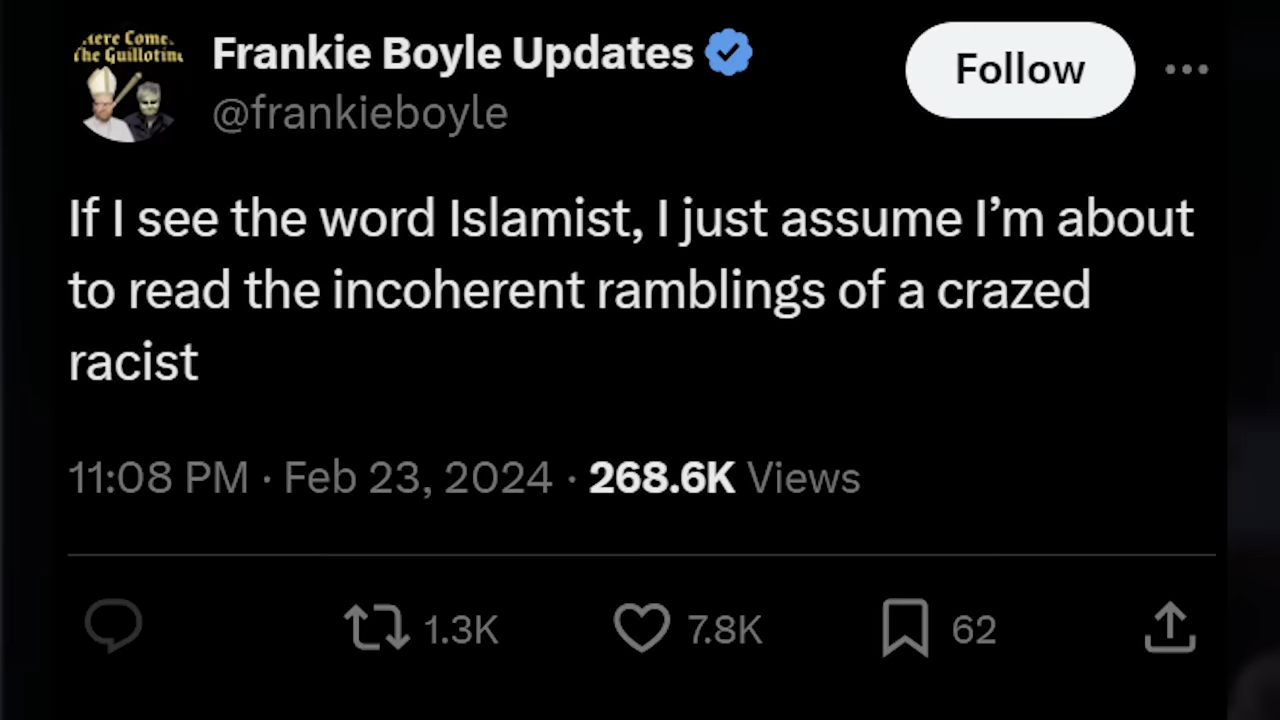 Here Come
The Guillotine
Frankie Boyle Updates
@frankieboyle
Follow
If I see the word Islamist, I just assume I’m about
to read the incoherent ramblings of a crazed
racist
11:08 PM · Feb 23, 2024 · 268.6K Views
1.3K
7.8K
62